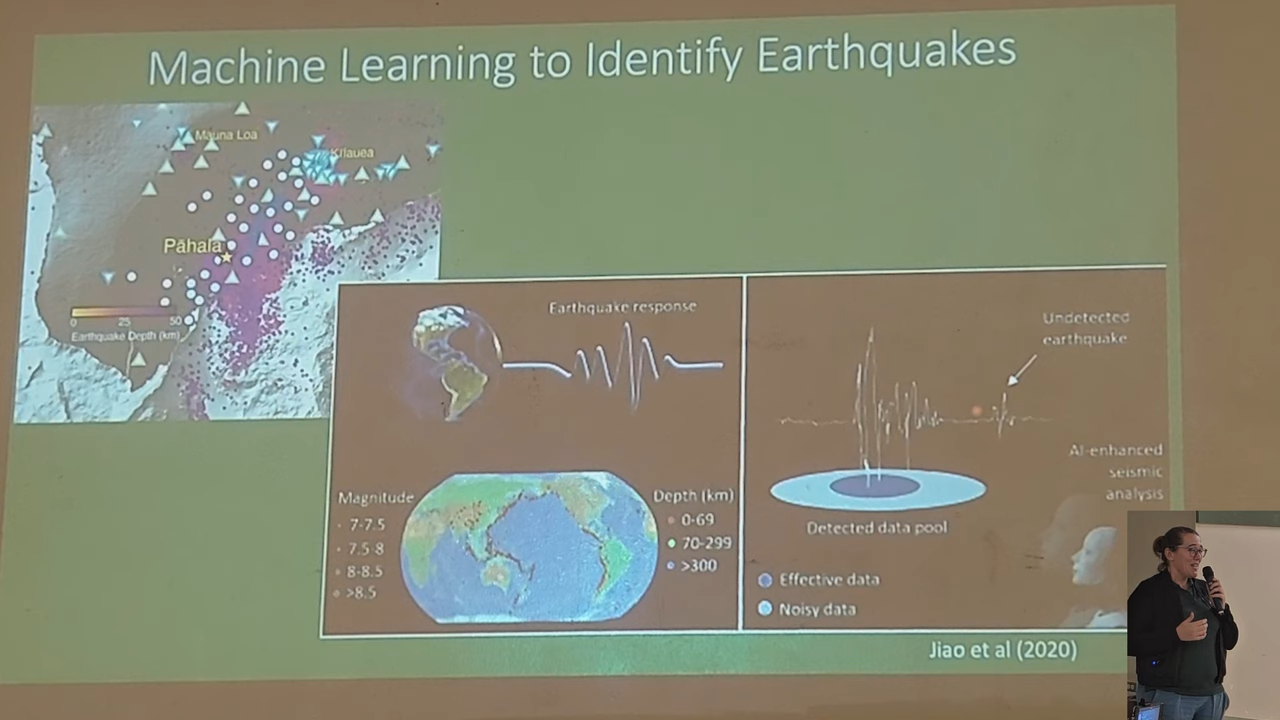 Machine Learning to Identify Earthquakes
Mauna Loa
Kīlauea
Pāhala
0 25 50
Earthquake Depth (km)
Earthquake response
Magnitude
7-7.5
7.5-8
8-8.5
>8.5
Depth (km)
0-69
70-299
>300
Undetected
earthquake
AI-enhanced
seismic
analysis
Detected data pool
Effective data
Noisy data
Jiao et al (2020)